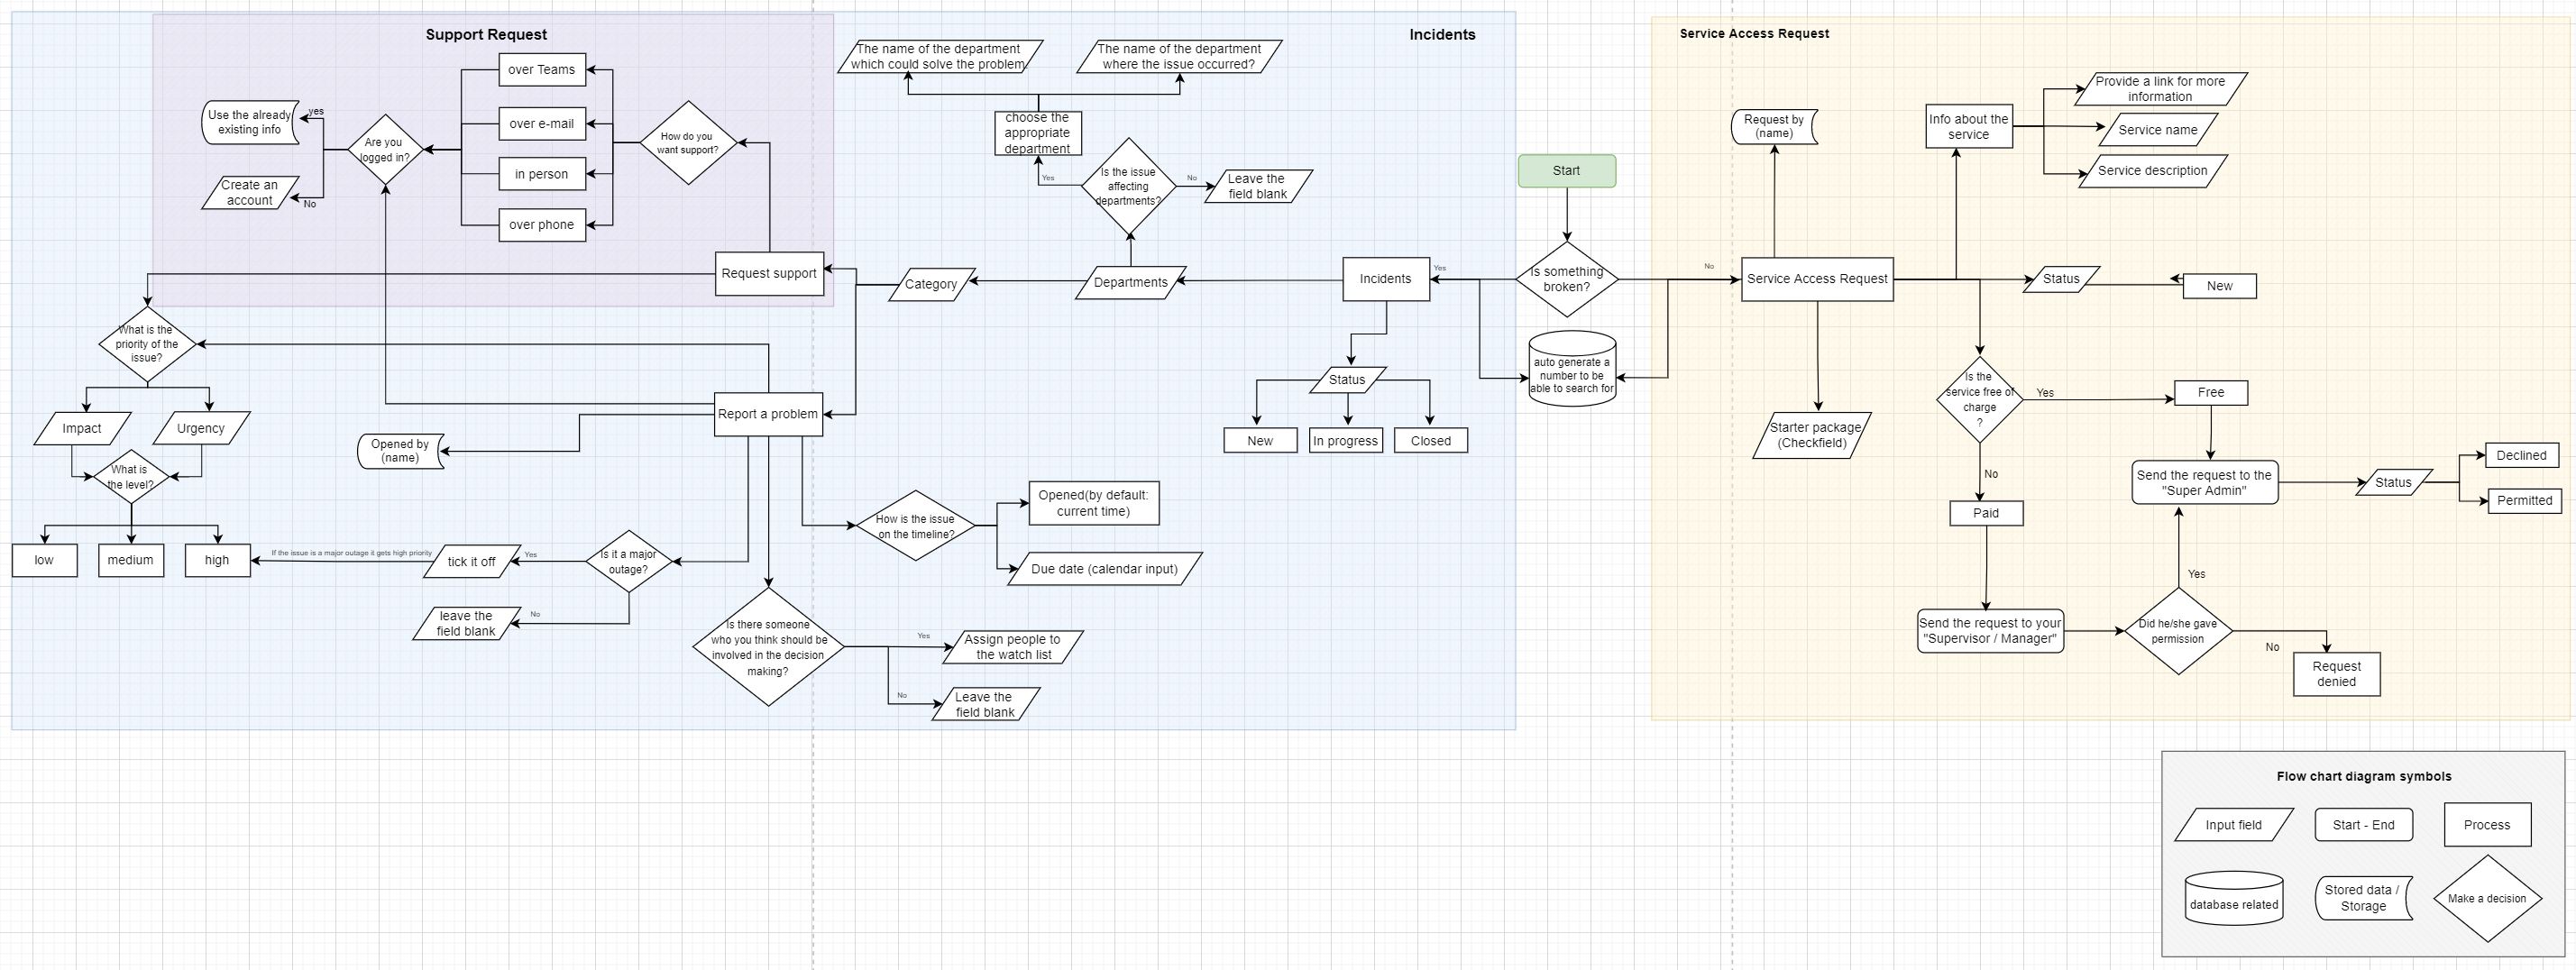 Support Request
over Teams
over e-mail
in person
over phone
How do you
want support?
Are you
logged in?
yes
No
Use the already
existing info
Create an
account
Request support
Incidents
The name of the department
which could solve the problem
The name of the department
where the issue occurred?
choose the
appropriate
department
Is the issue
affecting
departments?
Yes
No
Leave the
field blank
Category
Departments
Incidents
Yes
Status
New
In progress
Closed
What is the
priority of the
issue?
Impact
Urgency
What is
the level?
low
medium
high
If the issue is a major outage it gets high priority
tick it off
Yes
Is it a major
outage?
No
leave the
field blank
Report a problem
Opened by
(name)
How is the issue
on the timeline?
Opened(by default:
current time)
Due date (calendar input)
Is there someone
who you think should be
involved in the decision
making?
Yes
Assign people to
the watch list
No
Leave the
field blank
Start
Is something
broken?
No
auto generate a
number to be
able to search for
Service Access Request
Request by
(name)
Info about the
service
Provide a link for more
information
Service name
Service description
Service Access Request
Status
New
Starter package
(Checkfield)
Is the
service free of
charge
?
Yes
Free
No
Paid
Send the request to the
"Super Admin"
Status
Declined
Permitted
Send the request to your
"Supervisor / Manager"
Did he/she gave
permission
Yes
No
Request
denied
Flow chart diagram symbols
Input field
Start - End
Process
database related
Stored data /
Storage
Make a decision